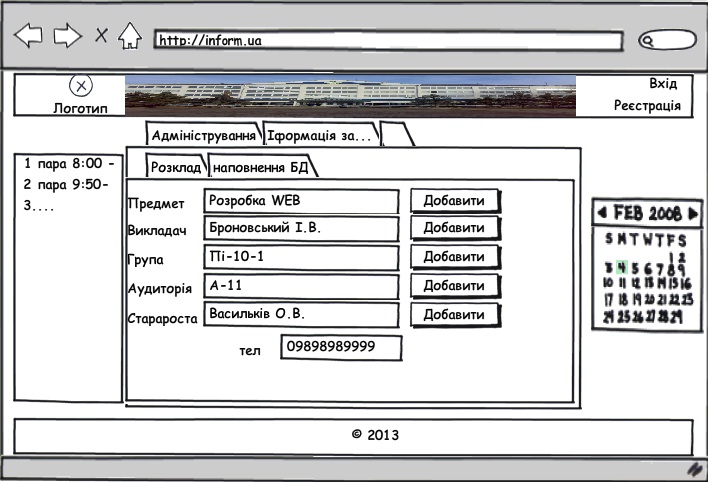 http://inform.ua
Логотип
Вхід
Реєстрація
Адміністрування Іформація за...
1 пара 8:00 -
2 пара 9:50-
3....
Розклад наповнення БД
Предмет Розробка WEB Добавити
Викладач Броновський І.В. Добавити
Група Пі-10-1 Добавити
Аудиторія А-11 Добавити
Старароста Васильків О.В. Добавити
тел 09898989999
FEB 2008
S M T W T F S
1 2
3 4 5 6 7 8 9
10 11 12 13 14 15 16
17 18 19 20 21 22 23
24 25 26 27 28 29
© 2013